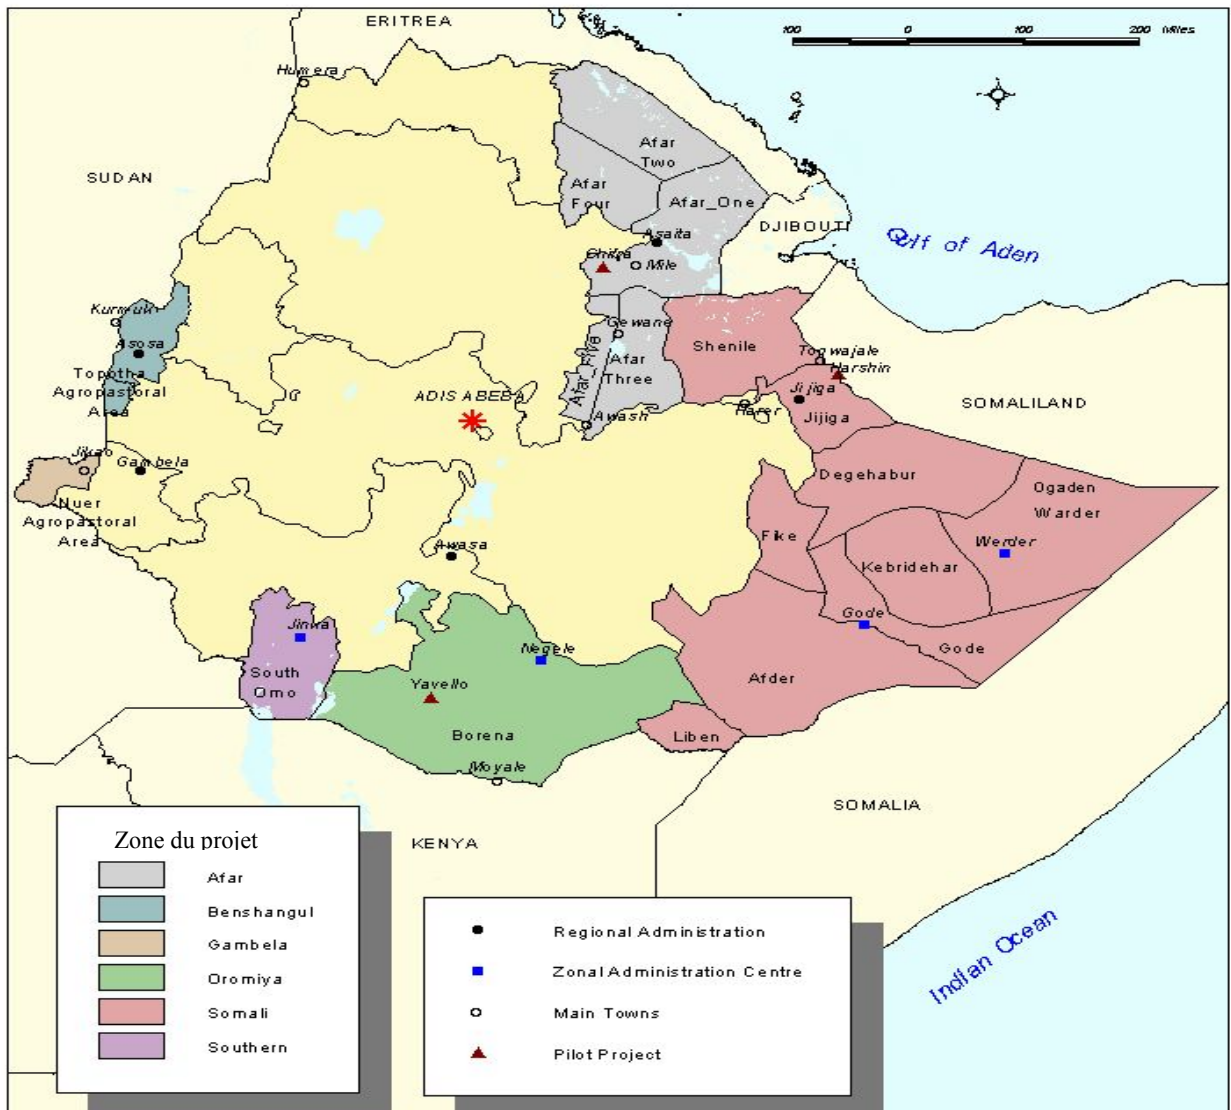 ERITREA
100 0 100 200 Miles
Humera
SUDAN
Afar
Two
Afar
Four
Afar_One
DJIBOUTI
Gulf of Aden
Asaita
Chifra
Mile
Kurmuk
Asosa
Topotha
Agropastoral
Area
Gewane
Shenile
Afar_Five
Afar
Three
Togwajale
Harshin
ADIS ABEBA
Jijiga
Harer
Jijiga
SOMALILAND
Awash
Jikao
Gambela
Nuer
Agropastoral
Area
Degehabur
Ogaden
Warder
Awasa
Fike
Werder
Kebridehar
Jinwa
Negele
Gode
Gode
South
Omo
Yavello
Afder
Borena
Liben
Moyale
SOMALIA
KENYA
Indian Ocean
Zone du projet
Afar
Benshangul
Gambela
Oromiya
Somali
Southern
Regional Administration
Zonal Administration Centre
Main Towns
Pilot Project